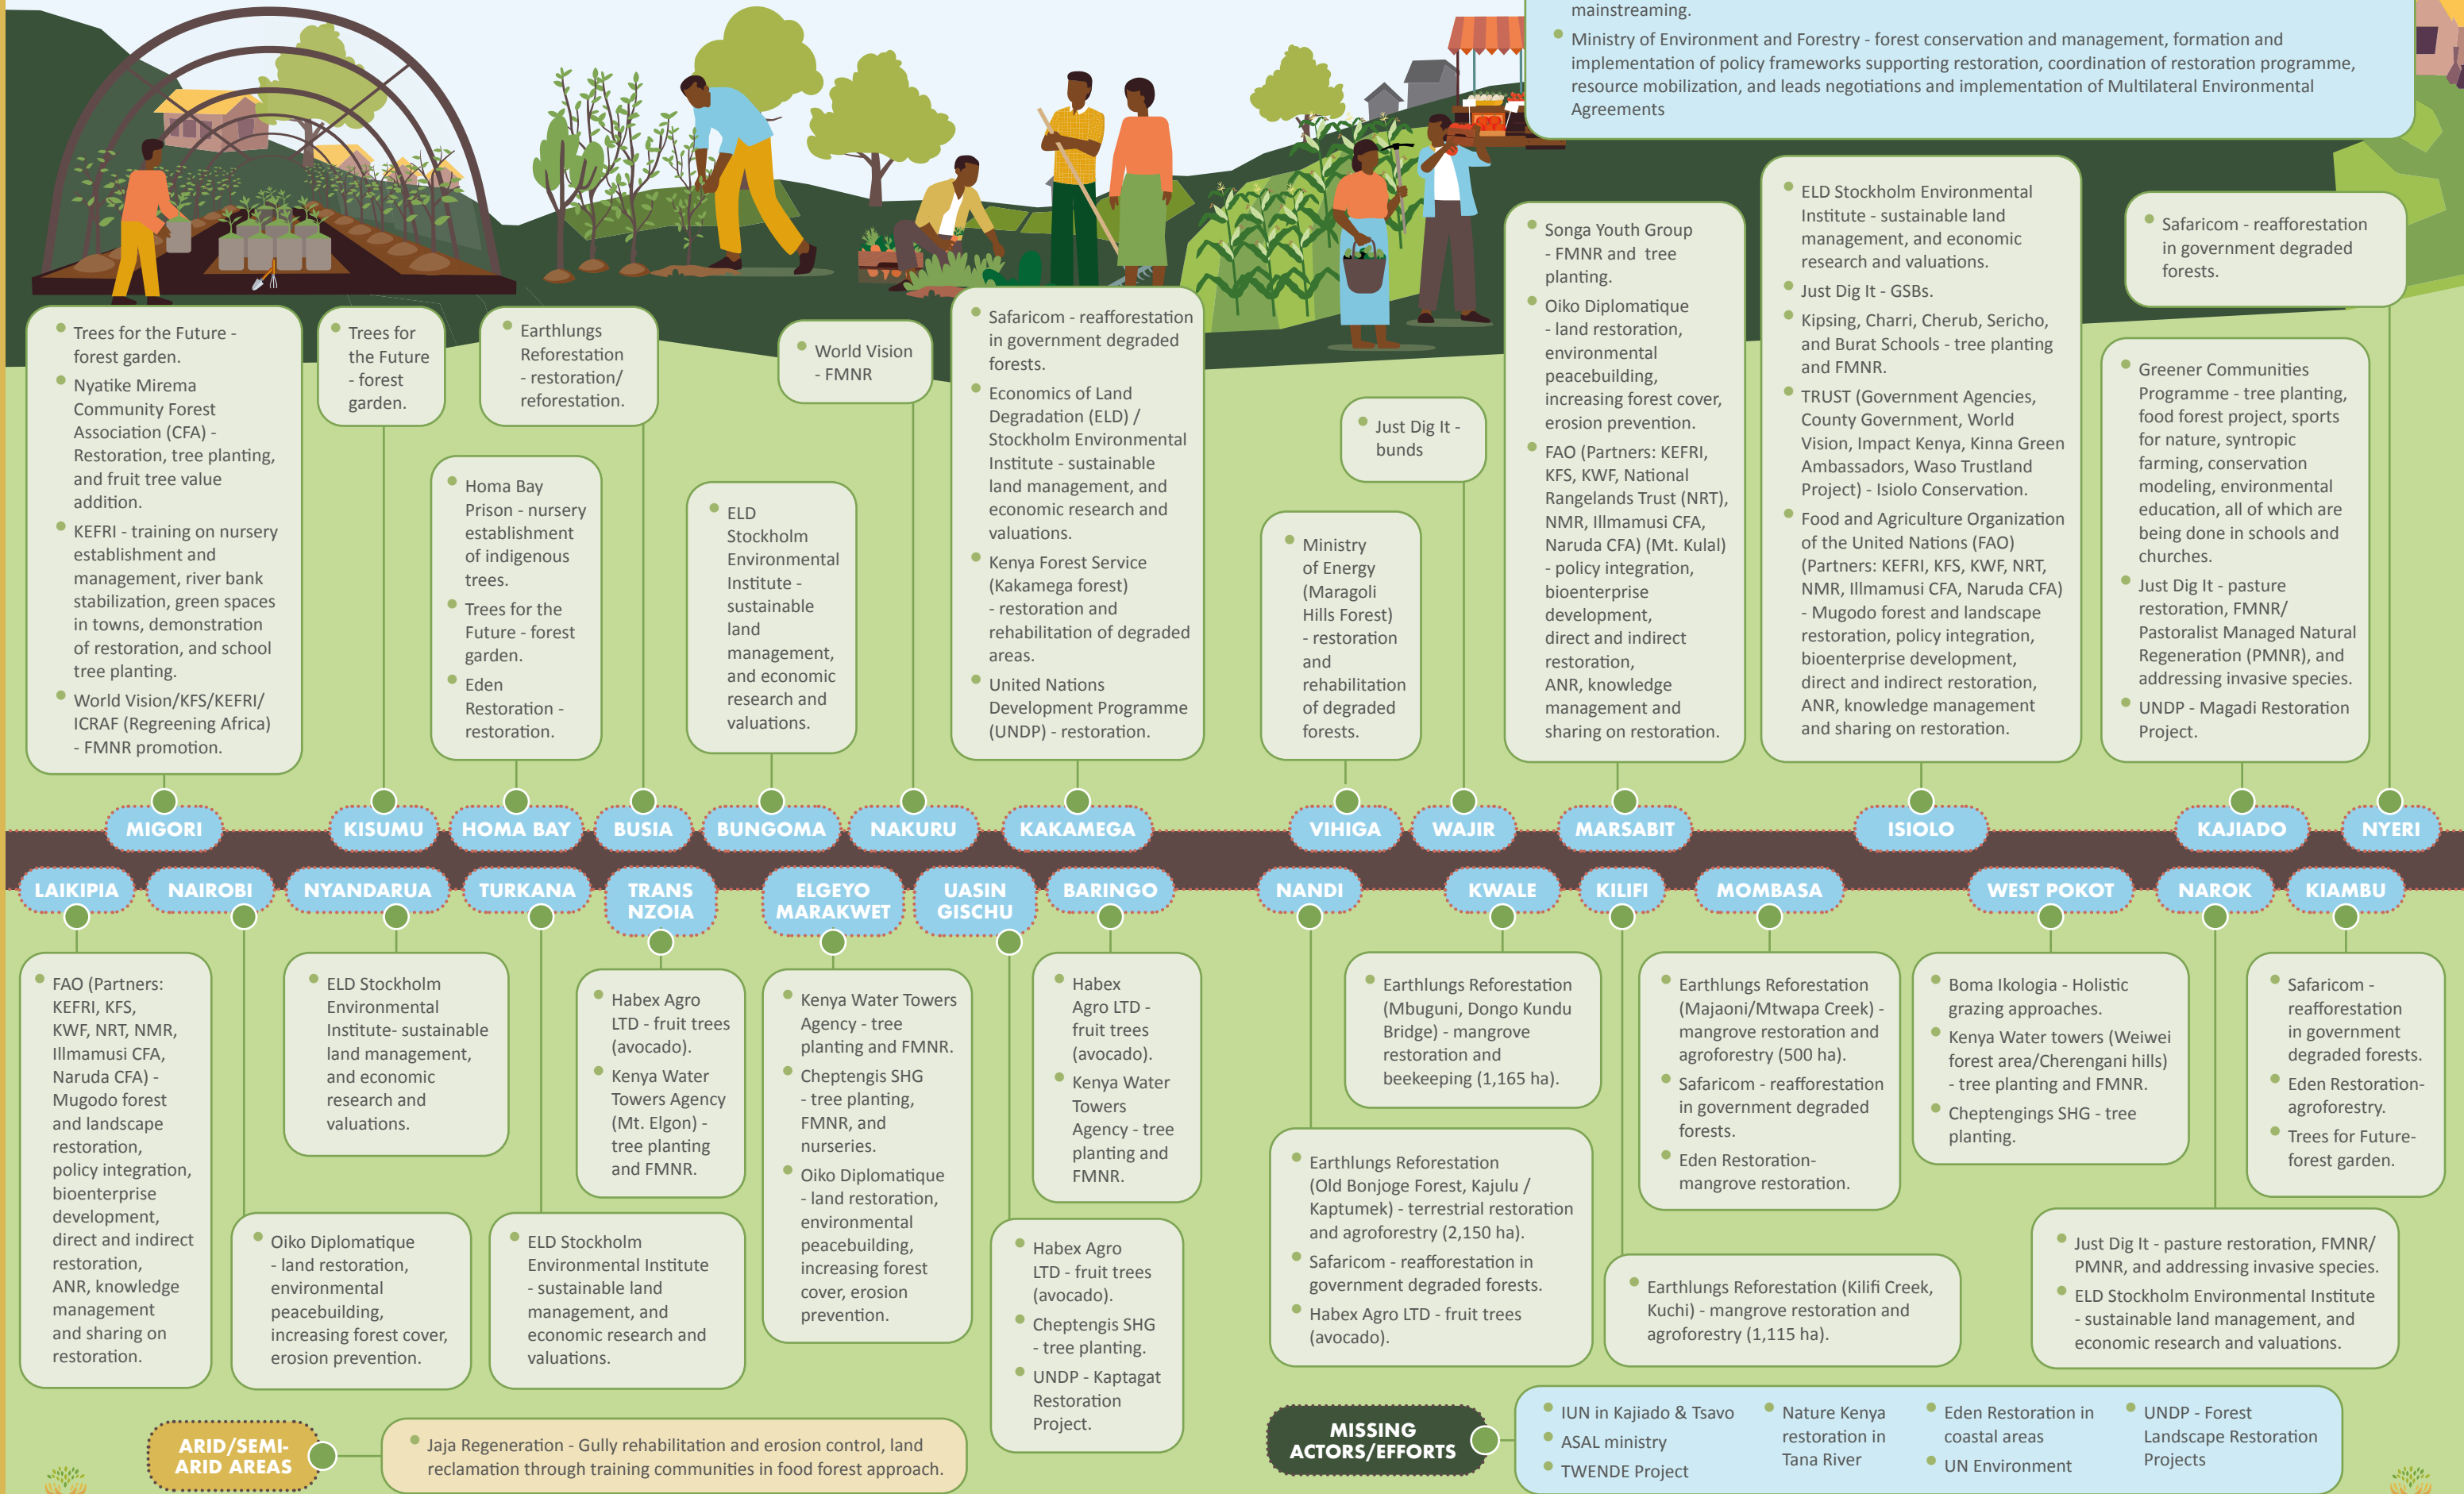 mainstreaming.
Ministry of Environment and Forestry - forest conservation and management, formation and
implementation of policy frameworks supporting restoration, coordination of restoration programme,
resource mobilization, and leads negotiations and implementation of Multilateral Environmental
Agreements
Trees for the Future -
forest garden.
Nyatike Mirema
Community Forest
Association (CFA) -
Restoration, tree planting,
and fruit tree value
addition.
KEFRI - training on nursery
establishment and
management, river bank
stabilization, green spaces
in towns, demonstration
of restoration, and school
tree planting.
World Vision/KFS/KEFRI/
ICRAF (Regreening Africa)
- FMNR promotion.
MIGORI
Trees for
the Future
- forest
garden.
KISUMU
Homa Bay
Prison - nursery
establishment
of indigenous
trees.
Trees for the
Future - forest
garden.
Eden
Restoration -
restoration.
HOMA BAY
Earthlungs
Reforestation
- restoration/
reforestation.
BUSIA
ELD
Stockholm
Environmental
Institute -
sustainable
land
management,
and economic
research and
valuations.
BUNGOMA
World Vision
- FMNR
NAKURU
Safaricom - reafforestation
in government degraded
forests.
Economics of Land
Degradation (ELD) /
Stockholm Environmental
Institute - sustainable
land management, and
economic research and
valuations.
Kenya Forest Service
(Kakamega forest)
- restoration and
rehabilitation of degraded
areas.
United Nations
Development Programme
(UNDP) - restoration.
KAKAMEGA
Ministry
of Energy
(Maragoli
Hills Forest)
- restoration
and
rehabilitation
of degraded
forests.
VIHIGA
Just Dig It -
bunds
WAJIR
Songa Youth Group
- FMNR and tree
planting.
Oiko Diplomatique
- land restoration,
environmental
peacebuilding,
increasing forest cover,
erosion prevention.
FAO (Partners: KEFRI,
KFS, KWF, National
Rangelands Trust (NRT),
NMR, Illmamusi CFA,
Naruda CFA) (Mt. Kulal)
- policy integration,
bioenterprise
development,
direct and indirect
restoration,
ANR, knowledge
management and
sharing on restoration.
MARSABIT
ELD Stockholm Environmental
Institute - sustainable land
management, and economic
research and valuations.
Just Dig It - GSBs.
Kipsing, Charri, Cherub, Sericho,
and Burat Schools - tree planting
and FMNR.
TRUST (Government Agencies,
County Government, World
Vision, Impact Kenya, Kinna Green
Ambassadors, Waso Trustland
Project) - Isiolo Conservation.
Food and Agriculture Organization
of the United Nations (FAO)
(Partners: KEFRI, KFS, KWF, NRT,
NMR, Illmamusi CFA, Naruda CFA)
- Mugodo forest and landscape
restoration, policy integration,
bioenterprise development,
direct and indirect restoration,
ANR, knowledge management
and sharing on restoration.
ISIOLO
Greener Communities
Programme - tree planting,
food forest project, sports
for nature, syntropic
farming, conservation
modeling, environmental
education, all of which are
being done in schools and
churches.
Just Dig It - pasture
restoration, FMNR/
Pastoralist Managed Natural
Regeneration (PMNR), and
addressing invasive species.
UNDP - Magadi Restoration
Project.
KAJIADO
Safaricom - reafforestation
in government degraded
forests.
NYERI
LAIKIPIA
FAO (Partners:
KEFRI, KFS,
KWF, NRT, NMR,
Illmamusi CFA,
Naruda CFA) -
Mugodo forest
and landscape
restoration,
policy integration,
bioenterprise
development,
direct and indirect
restoration,
ANR, knowledge
management
and sharing on
restoration.
NAIROBI
Oiko Diplomatique
- land restoration,
environmental
peacebuilding,
increasing forest cover,
erosion prevention.
NYANDARUA
ELD Stockholm
Environmental
Institute- sustainable
land management,
and economic
research and
valuations.
TURKANA
ELD Stockholm
Environmental Institute
- sustainable land
management, and
economic research and
valuations.
TRANS
NZOIA
Habex Agro
LTD - fruit trees
(avocado).
Kenya Water
Towers Agency
(Mt. Elgon) -
tree planting
and FMNR.
ELGEYO
MARAKWET
Kenya Water Towers
Agency - tree
planting and FMNR.
Cheptengis SHG
- tree planting,
FMNR, and
nurseries.
Oiko Diplomatique
- land restoration,
environmental
peacebuilding,
increasing forest
cover, erosion
prevention.
UASIN
GISCHU
Habex Agro
LTD - fruit trees
(avocado).
Cheptengis SHG
- tree planting.
UNDP - Kaptagat
Restoration
Project.
BARINGO
Habex
Agro LTD -
fruit trees
(avocado).
Kenya Water
Towers
Agency - tree
planting and
FMNR.
NANDI
Earthlungs Reforestation
(Old Bonjoge Forest, Kajulu /
Kaptumek) - terrestrial restoration
and agroforestry (2,150 ha).
Safaricom - reafforestation in
government degraded forests.
Habex Agro LTD - fruit trees
(avocado).
KWALE
Earthlungs Reforestation
(Mbuguni, Dongo Kundu
Bridge) - mangrove
restoration and
beekeeping (1,165 ha).
KILIFI
Earthlungs Reforestation (Kilifi Creek,
Kuchi) - mangrove restoration and
agroforestry (1,115 ha).
MOMBASA
Earthlungs Reforestation
(Majaoni/Mtwapa Creek) -
mangrove restoration and
agroforestry (500 ha).
Safaricom - reafforestation
in government degraded
forests.
Eden Restoration-
mangrove restoration.
WEST POKOT
Boma Ikologia - Holistic
grazing approaches.
Kenya Water towers (Weiwei
forest area/Cherengani hills)
- tree planting and FMNR.
Cheptengings SHG - tree
planting.
NAROK
Just Dig It - pasture restoration, FMNR/
PMNR, and addressing invasive species.
ELD Stockholm Environmental Institute
- sustainable land management, and
economic research and valuations.
KIAMBU
Safaricom -
reafforestation
in government
degraded forests.
Eden Restoration-
agroforestry.
Trees for Future-
forest garden.
ARID/SEMI-
ARID AREAS
Jaja Regeneration - Gully rehabilitation and erosion control, land
reclamation through training communities in food forest approach.
MISSING
ACTORS/EFFORTS
IUN in Kajiado & Tsavo
ASAL ministry
TWENDE Project
Nature Kenya
restoration in
Tana River
Eden Restoration in
coastal areas
UN Environment
UNDP - Forest
Landscape Restoration
Projects